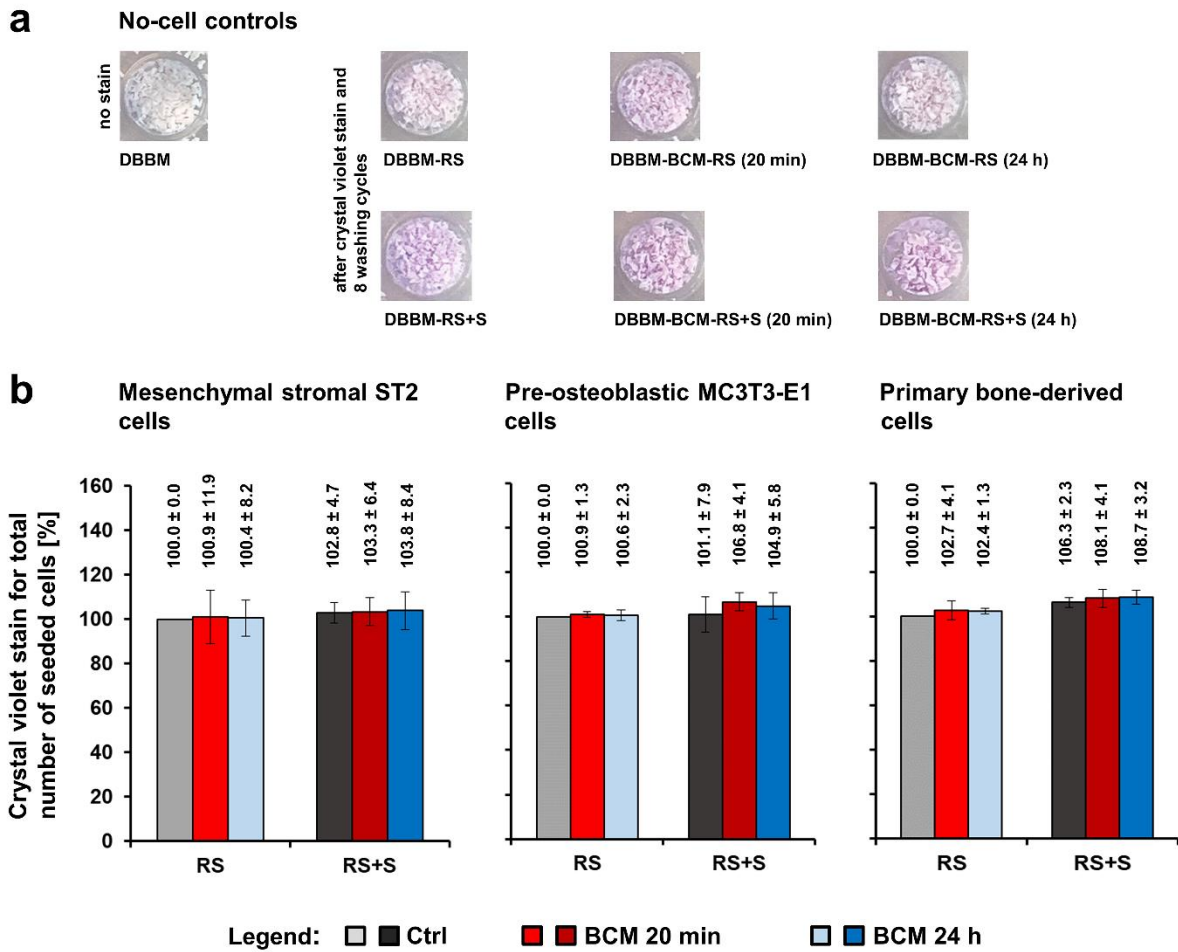 a
No-cell controls
no stain
DBBM
after crystal violet stain and
8 washing cycles
DBBM-RS
DBBM-BCM-RS (20 min)
DBBM-BCM-RS (24 h)
DBBM-RS+S
DBBM-BCM-RS+S (20 min)
DBBM-BCM-RS+S (24 h)
b
Mesenchymal stromal ST2
cells
Pre-osteoblastic MC3T3-E1
cells
Primary bone-derived
cells
Crystal violet stain for total
number of seeded cells [%]
160
140
120
100
80
60
40
20
0
100.0 ± 0.0
100.9 ± 11.9
100.4 ± 8.2
102.8 ± 4.7
103.3 ± 6.4
103.8 ± 8.4
RS
RS+S
100.0 ± 0.0
100.9 ± 1.3
100.6 ± 2.3
101.1 ± 7.9
106.8 ± 4.1
104.9 ± 5.8
RS
RS+S
100.0 ± 0.0
102.7 ± 4.1
102.4 ± 1.3
106.3 ± 2.3
108.1 ± 4.1
108.7 ± 3.2
RS
RS+S
Legend: Ctrl BCM 20 min BCM 24 h